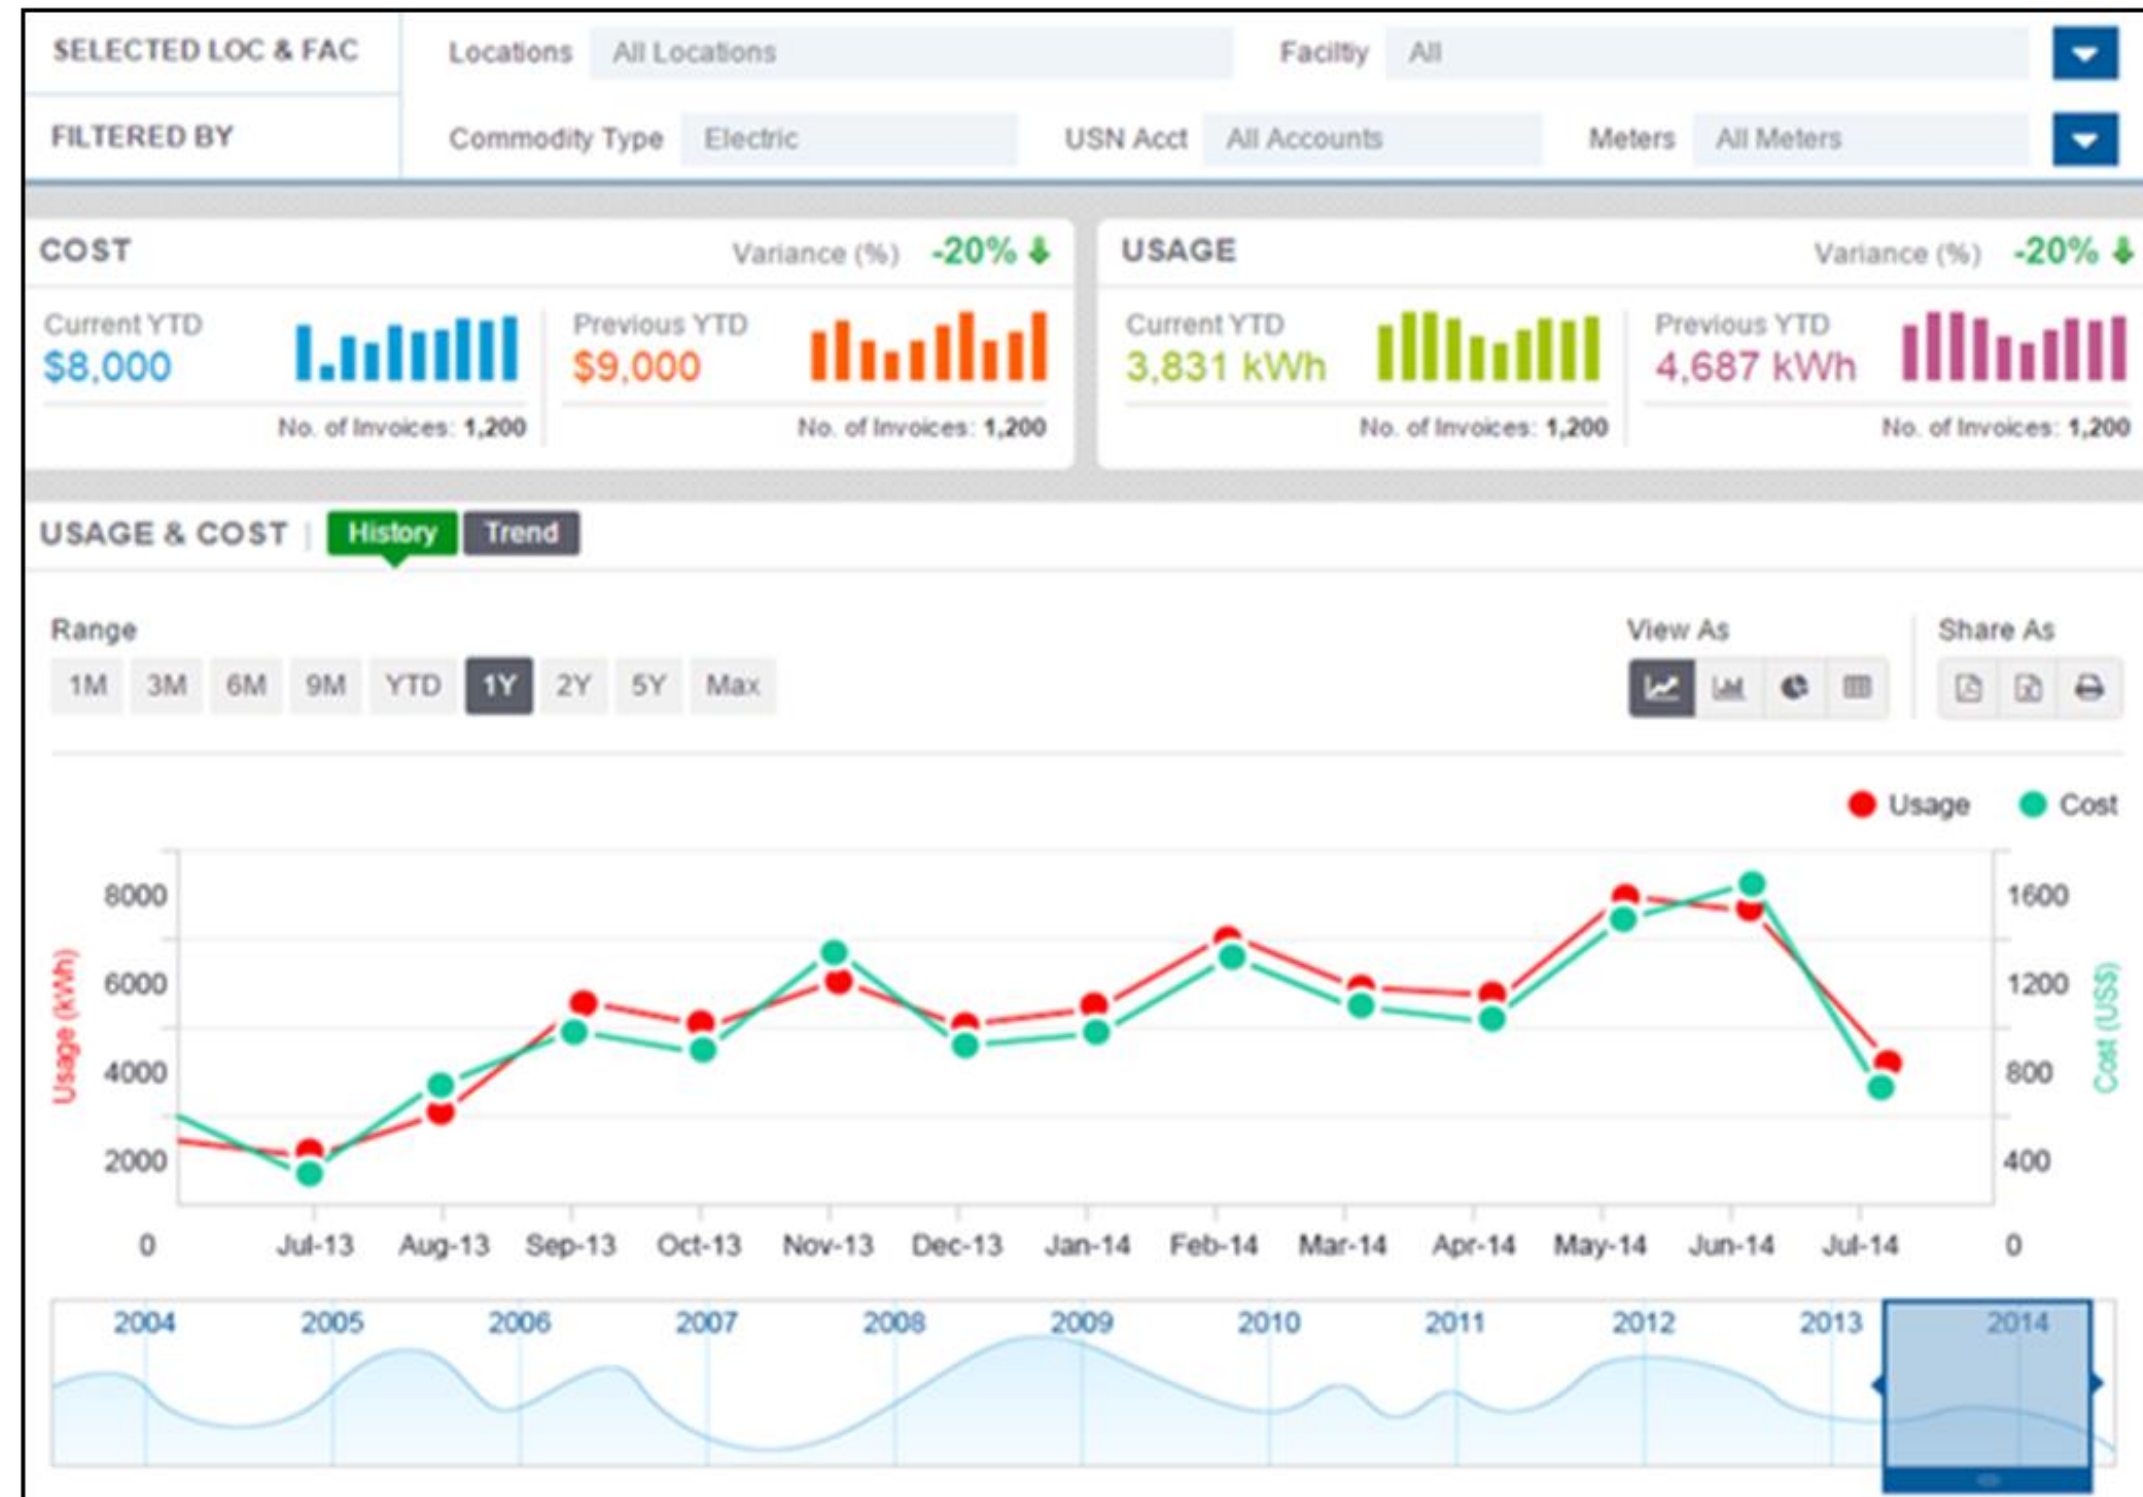 SELECTED LOC & FAC Locations All Locations Faciltiy All
FILTERED BY Commodity Type Electric USN Acct All Accounts Meters All Meters
COST Variance (%) -20%
Current YTD
$8,000
No. of Invoices: 1,200
Previous YTD
$9,000
No. of Invoices: 1,200
USAGE Variance (%) -20%
Current YTD
3,831 kWh
No. of Invoices: 1,200
Previous YTD
4,687 kWh
No. of Invoices: 1,200
USAGE & COST | History Trend
Range
1M 3M 6M 9M YTD 1Y 2Y 5Y Max
View As
Share As
Usage Cost
Usage (kWh)
8000
6000
4000
2000
0
1600
1200
800
400
0
Cost (US$)
Jul-13 Aug-13 Sep-13 Oct-13 Nov-13 Dec-13 Jan-14 Feb-14 Mar-14 Apr-14 May-14 Jun-14 Jul-14
2004 2005 2006 2007 2008 2009 2010 2011 2012 2013 2014